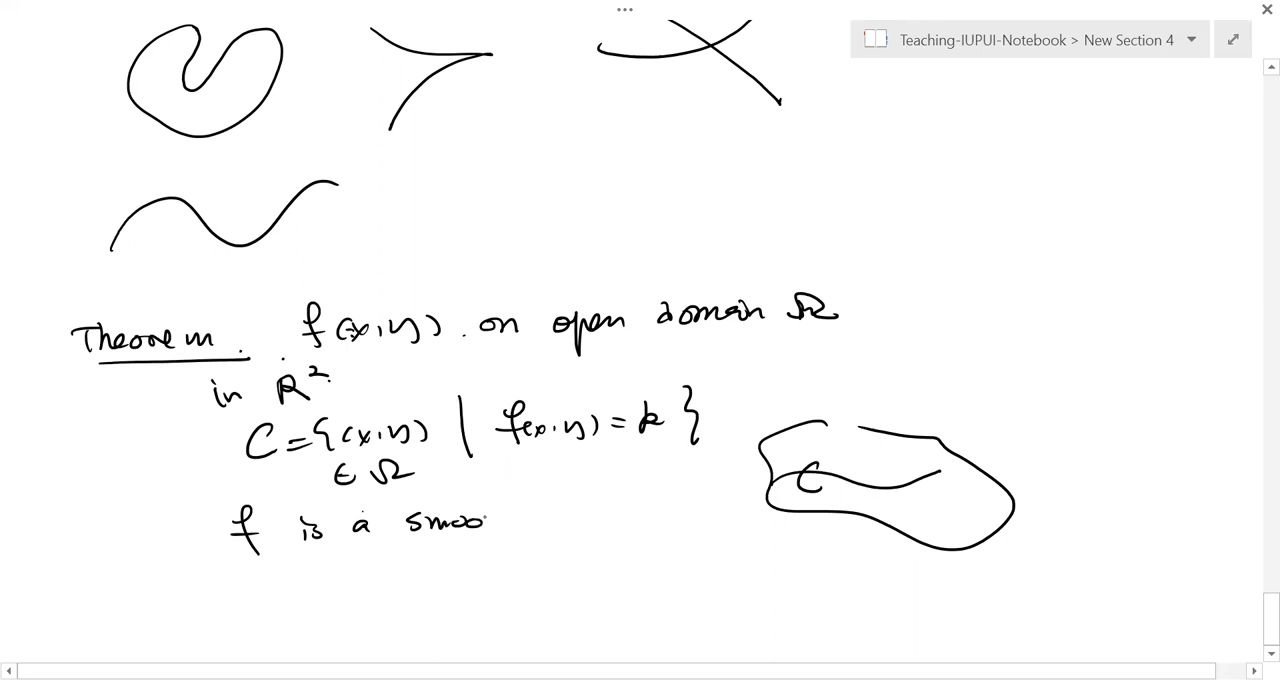 Teaching-IUPUI-Notebook > New Section 4
Theorem. f(x,y). on open domain Ω
in R².
C={(x,y) | f(x,y)=k}
∈ Ω
C
f is a smoo